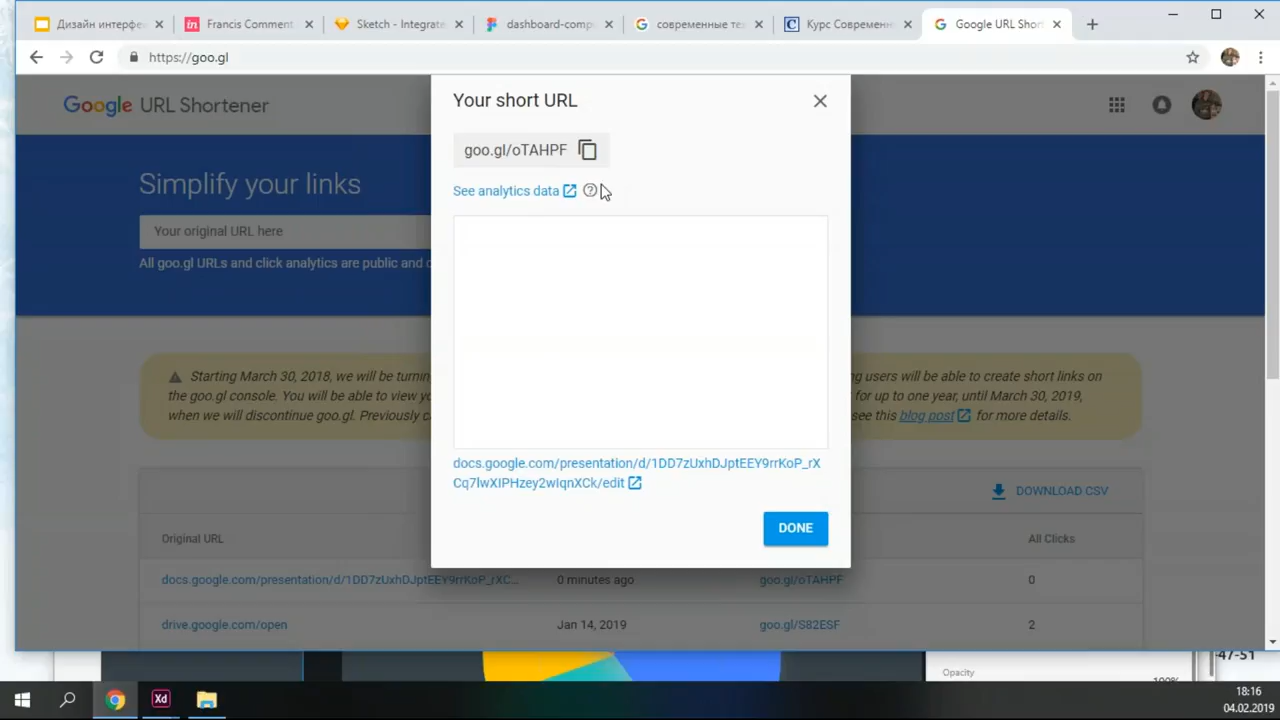 Дизайн интерфе
Francis Comment
Sketch - Integrate
dashboard-comp
современные те
Курс Современн
Google URL Shor
https://goo.gl
Google URL Shortener
Simplify your links
Your original URL here
All goo.gl URLs and click analytics are public and c
Your short URL
goo.gl/oTAHPF
See analytics data
docs.google.com/presentation/d/1DD7zUxhDJptEEY9rrKoP_rX
Cq7lwXIPHzey2wIqnXCk/edit
DONE
Starting March 30, 2018, we will be turnin
ng users will be able to create short links on
the goo.gl console. You will be able to view yo
for up to one year, until March 30, 2019,
when we will discontinue goo.gl. Previously c
see this blog post for more details.
DOWNLOAD CSV
Original URL
All Clicks
docs.google.com/presentation/d/1DD7zUxhDJptEEY9rrKoP_rXC...
0 minutes ago
goo.gl/oTAHPF
0
drive.google.com/open
Jan 14, 2019
goo.gl/S82ESF
2
-47-51
Opacity
100%
Xd
18:16
04.02.2019